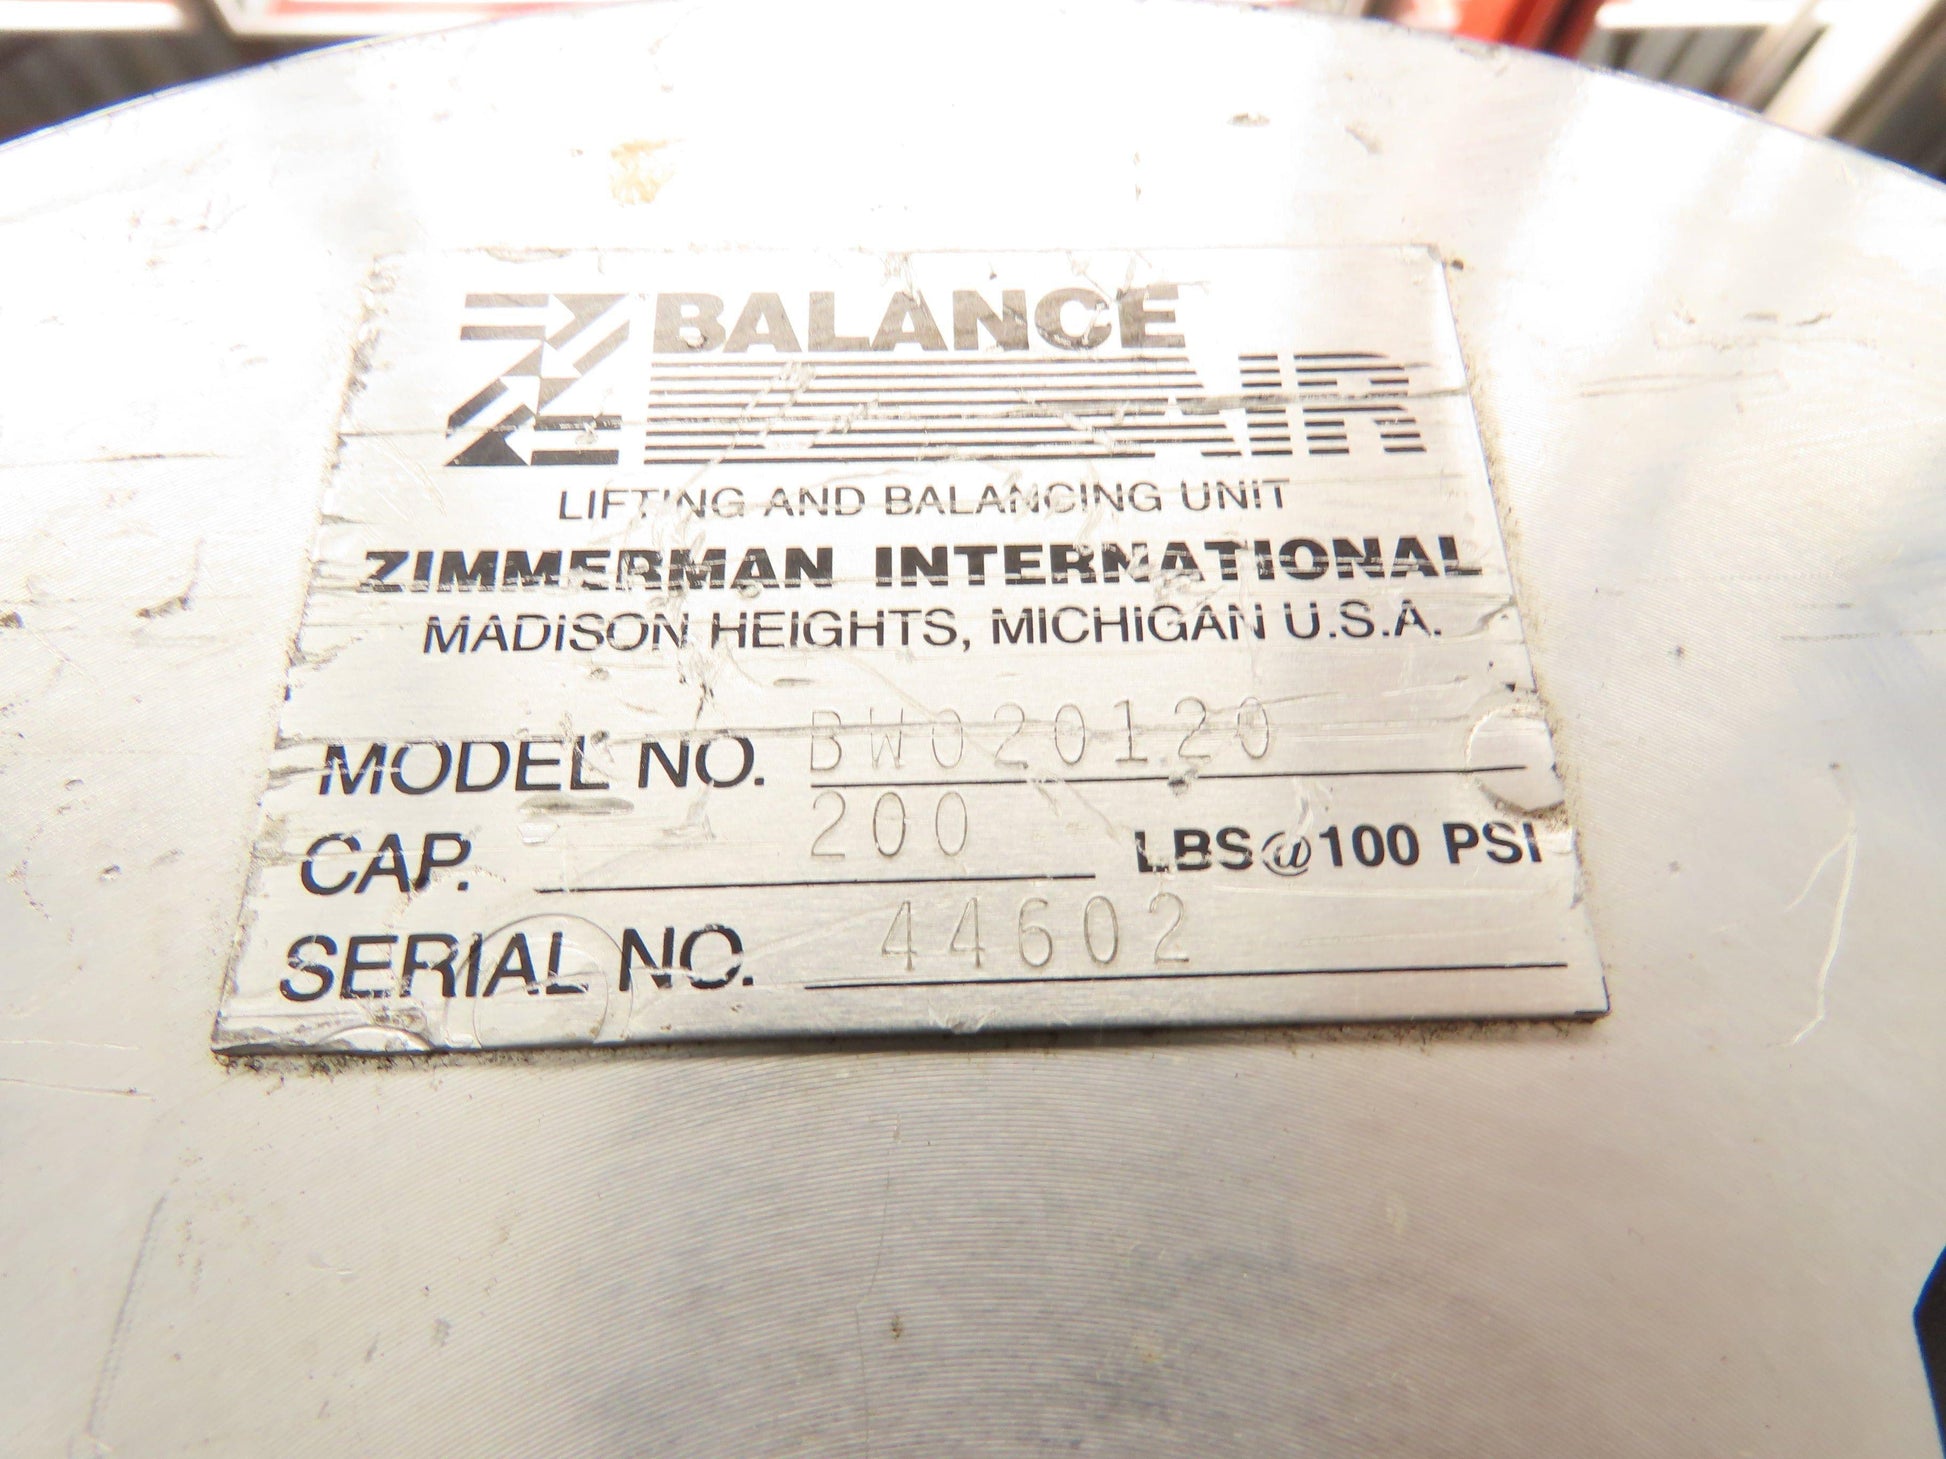 BALANCE
AIR
LIFTING AND BALANCING UNIT
ZIMMERMAN INTERNATIONAL
MADISON HEIGHTS, MICHIGAN U.S.A.
MODEL NO. BW020120
CAP. 200 LBS@100 PSI
SERIAL NO. 44602